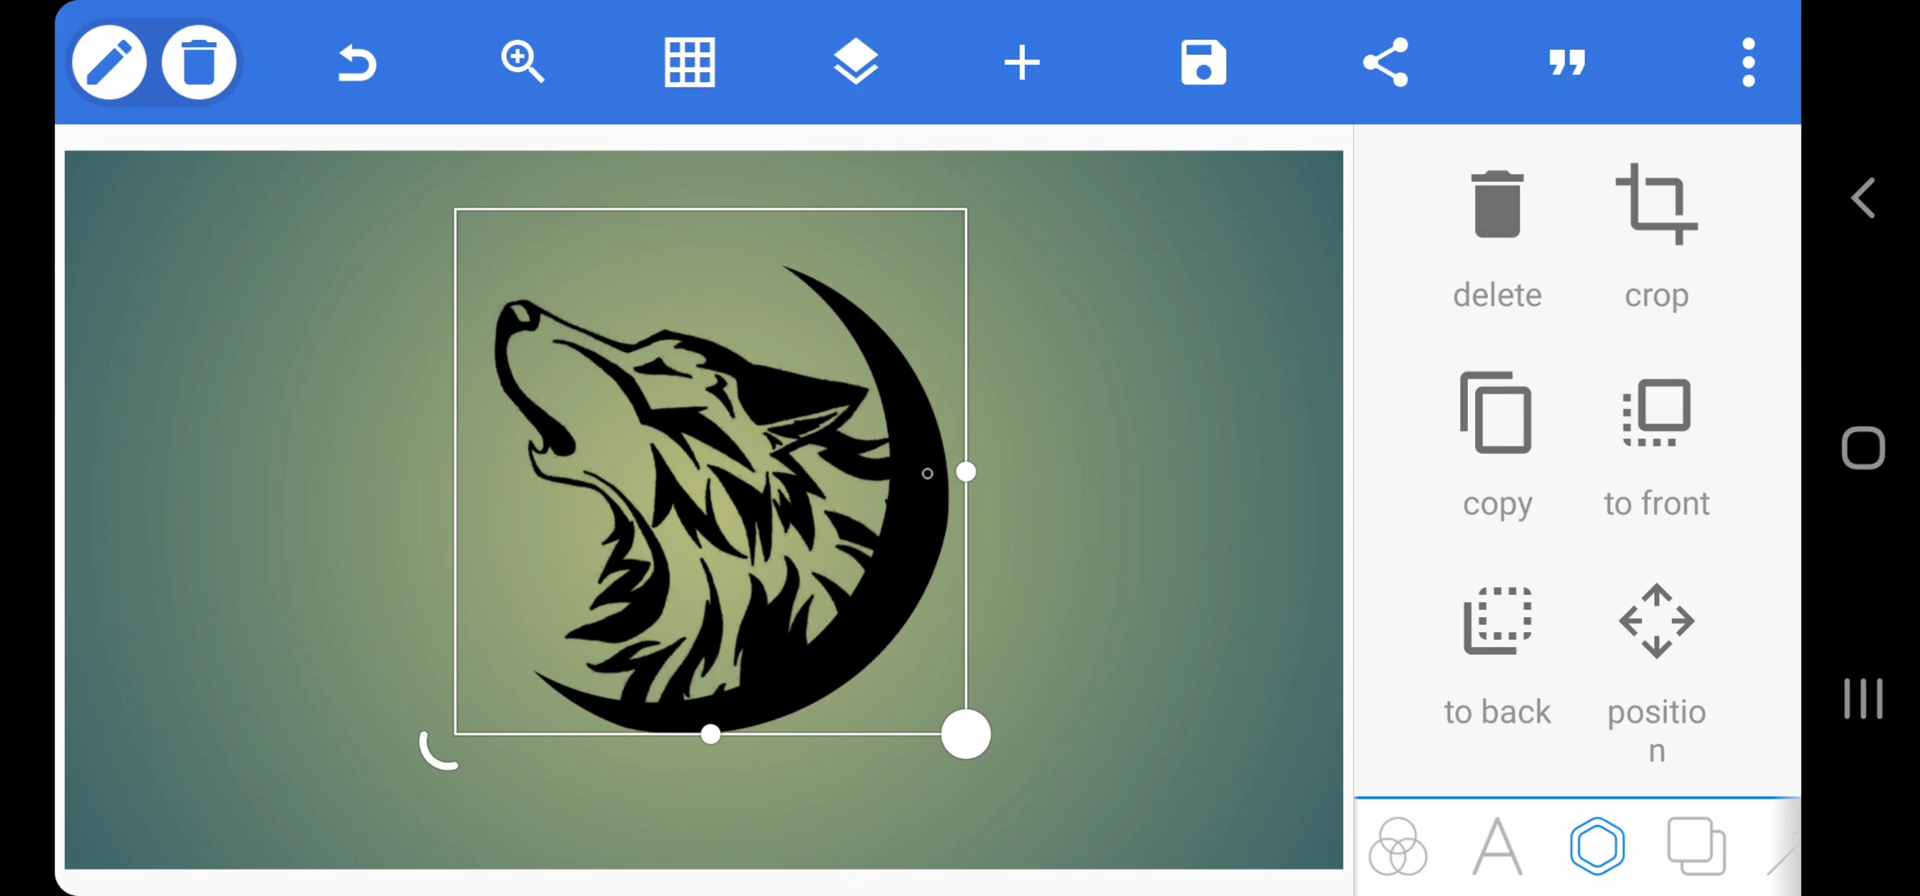 delete
crop
copy
to front
to back
positio
n